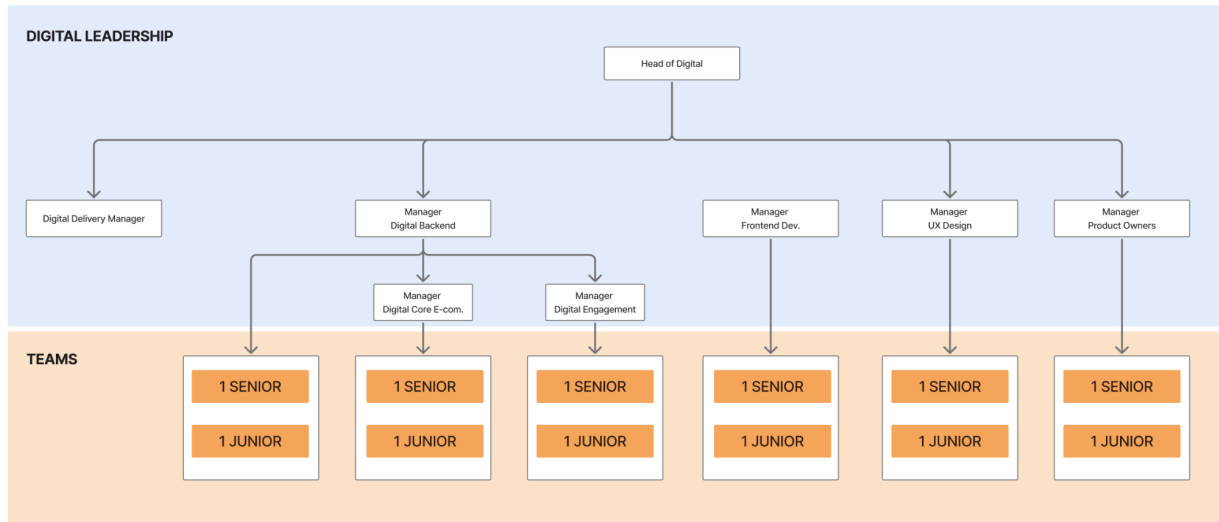 DIGITAL LEADERSHIP
Head of Digital
Digital Delivery Manager
Manager
Digital Backend
Manager
Frontend Dev.
Manager
UX Design
Manager
Product Owners
Manager
Digital Core E-com.
Manager
Digital Engagement
TEAMS
1 SENIOR
1 SENIOR
1 SENIOR
1 SENIOR
1 SENIOR
1 SENIOR
1 JUNIOR
1 JUNIOR
1 JUNIOR
1 JUNIOR
1 JUNIOR
1 JUNIOR